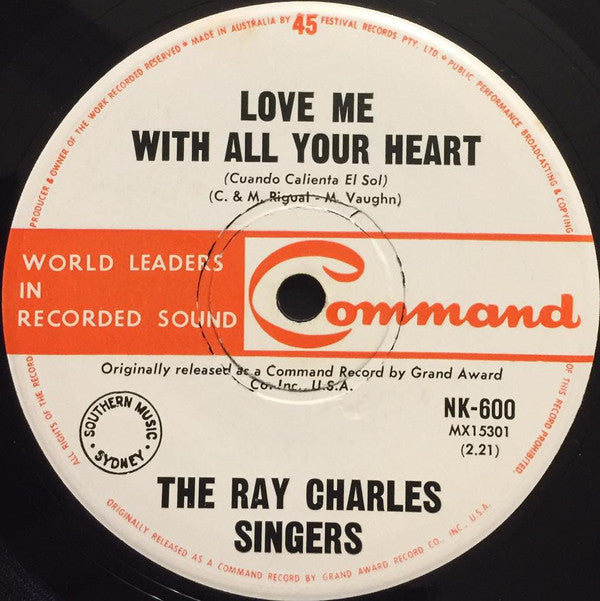 PRODUCER & OWNER OF THE WORK RECORDED RESERVED * MADE IN AUSTRALIA BY 45 FESTIVAL RECORDS PTY. LTD. * PUBLIC PERFORMANCE BROADCASTING & COPYING
LOVE ME
WITH ALL YOUR HEART
(Cuando Calienta El Sol)
(C. & M. Rigual - M. Vaughn)
WORLD LEADERS
IN
RECORDED SOUND
Command
Originally released as a Command Record by Grand Award
Co. Inc., U.S.A.
SOUTHERN MUSIC
· SYDNEY ·
NK-600
MX15301
(2.21)
THE RAY CHARLES
SINGERS
ALL RIGHTS OF THE RECORD
OF THIS RECORD PROHIBITED.
ORIGINALLY RELEASED AS A COMMAND RECORD BY GRAND AWARD RECORD CO., INC., U.S.A.